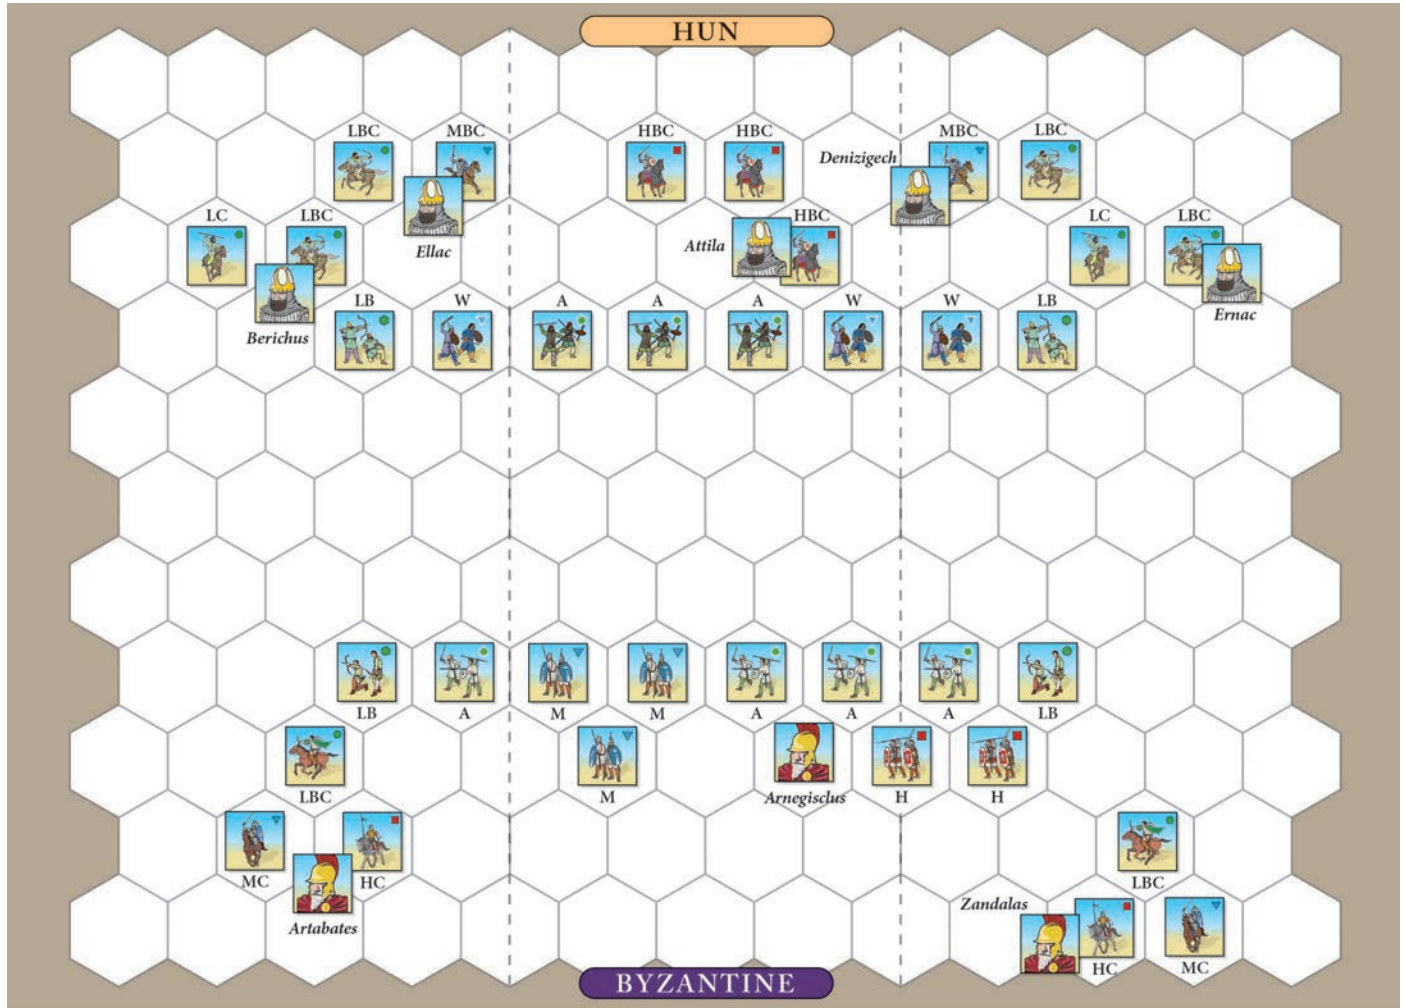 HUN
LBC
MBC
HBC
HBC
MBC
LBC
Denizigech
LC
LBC
HBC
LC
LBC
Ellac
Attila
Berichus
LB
W
A
A
A
W
W
LB
Ernac
LB
A
M
M
A
A
A
LB
LBC
M
Arnegisclus
H
H
MC
HC
LBC
Artabates
Zandalas
HC
MC
BYZANTINE